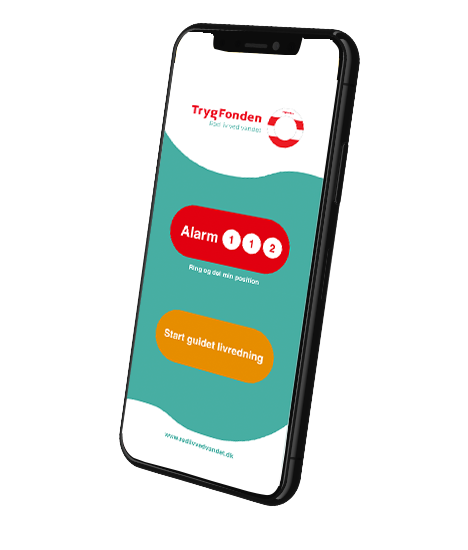 TrygFonden
Red liv ved vandet
Alarm 1 1 2
Ring og del min position
Start guidet livredning
www.redlivvedvandet.dk